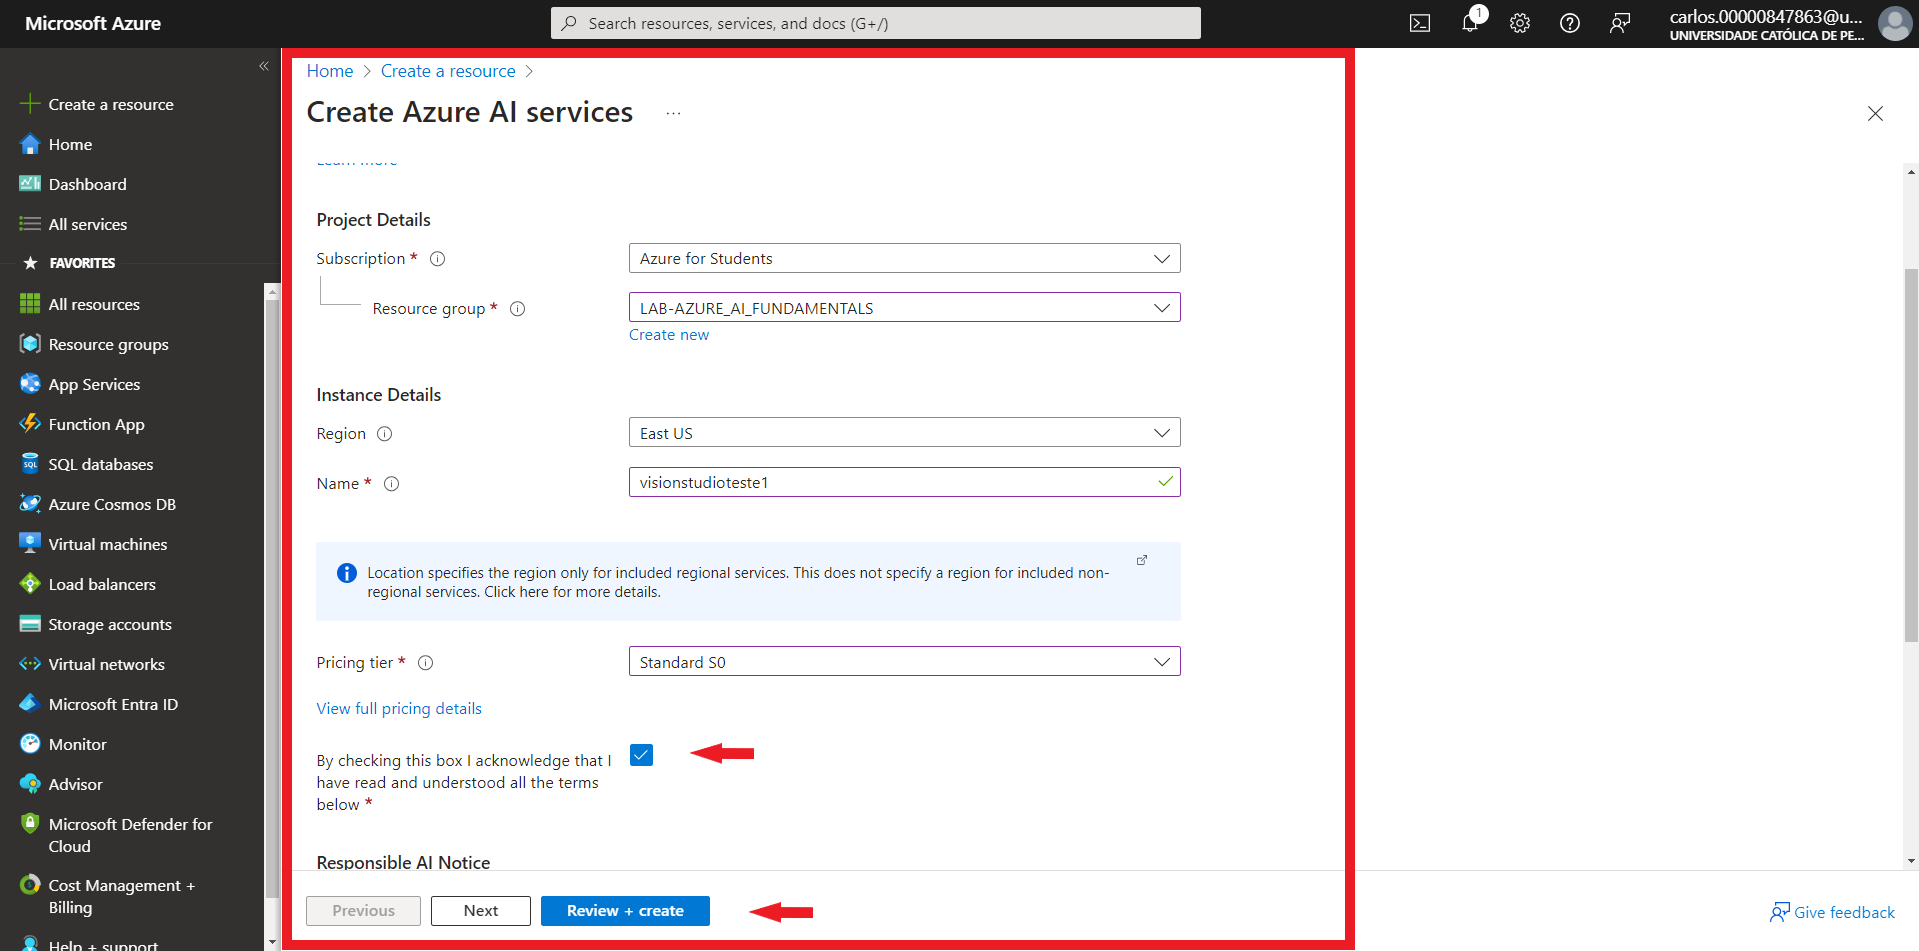 Microsoft Azure
Search resources, services, and docs (G+/)
1
carlos.00000847863@u...
UNIVERSIDADE CATÓLICA DE PE...
Create a resource
Home
Dashboard
All services
FAVORITES
All resources
Resource groups
App Services
Function App
SQL
SQL databases
Azure Cosmos DB
Virtual machines
Load balancers
Storage accounts
Virtual networks
Microsoft Entra ID
Monitor
Advisor
Microsoft Defender for
Cloud
Cost Management +
Billing
Help + support
Home > Create a resource >
Create Azure AI services ...
Learn more
Project Details
Subscription *
Azure for Students
Resource group *
LAB-AZURE_AI_FUNDAMENTALS
Create new
Instance Details
Region
East US
Name *
visionstudioteste1
Location specifies the region only for included regional services. This does not specify a region for included non-
regional services. Click here for more details.
Pricing tier *
Standard S0
View full pricing details
By checking this box I acknowledge that I
have read and understood all the terms
below *
Responsible AI Notice
Previous
Next
Review + create
Give feedback